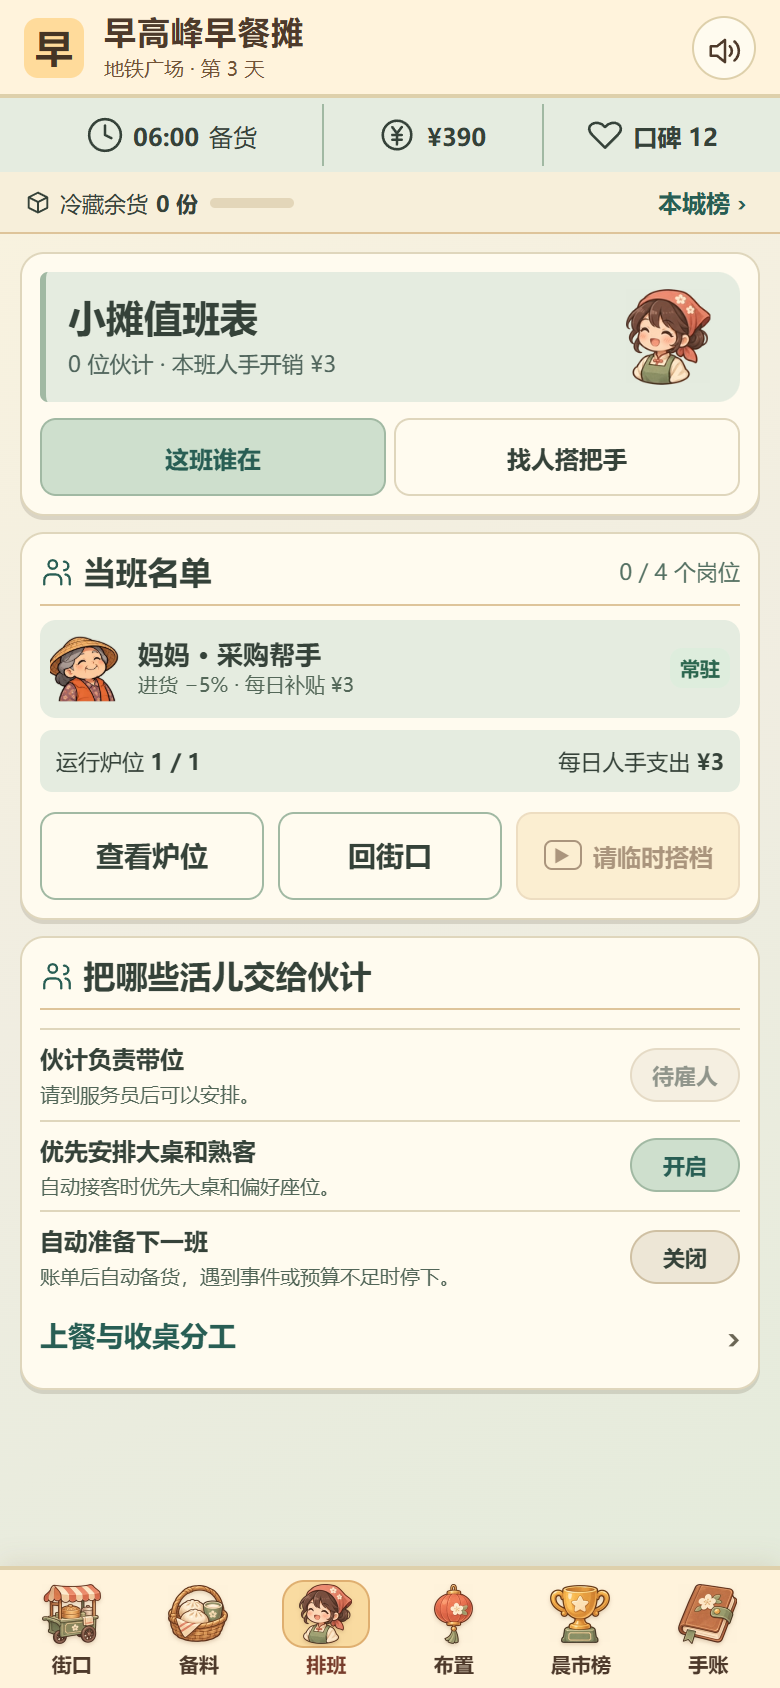 早
早高峰早餐摊
地铁广场 · 第 3 天
06:00 备货
¥390
口碑 12
冷藏余货 0 份
本城榜 ›
小摊值班表
0 位伙计 · 本班人手开销 ¥3
这班谁在
找人搭把手
当班名单
0 / 4 个岗位
妈妈 • 采购帮手
进货 −5% · 每日补贴 ¥3
常驻
运行炉位 1 / 1
每日人手支出 ¥3
查看炉位
回街口
请临时搭档
把哪些活儿交给伙计
伙计负责带位
请到服务员后可以安排。
待雇人
优先安排大桌和熟客
自动接客时优先大桌和偏好座位。
开启
自动准备下一班
账单后自动备货，遇到事件或预算不足时停下。
关闭
上餐与收桌分工
›
街口
备料
排班
布置
晨市榜
手账